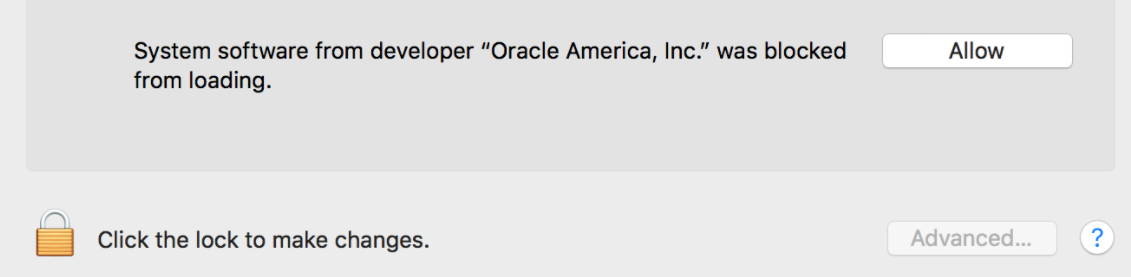 System software from developer “Oracle America, Inc.” was blocked
from loading.
Allow
Click the lock to make changes.
Advanced...
?